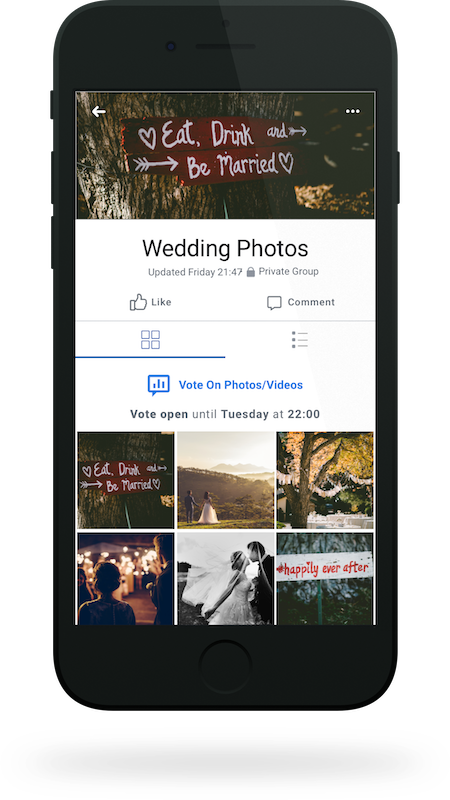 Eat, Drink and
Be Married
Wedding Photos
Updated Friday 21:47 Private Group
Like
Comment
Vote On Photos/Videos
Vote open until Tuesday at 22:00
Eat, Drink and
Be Married
#happily ever after